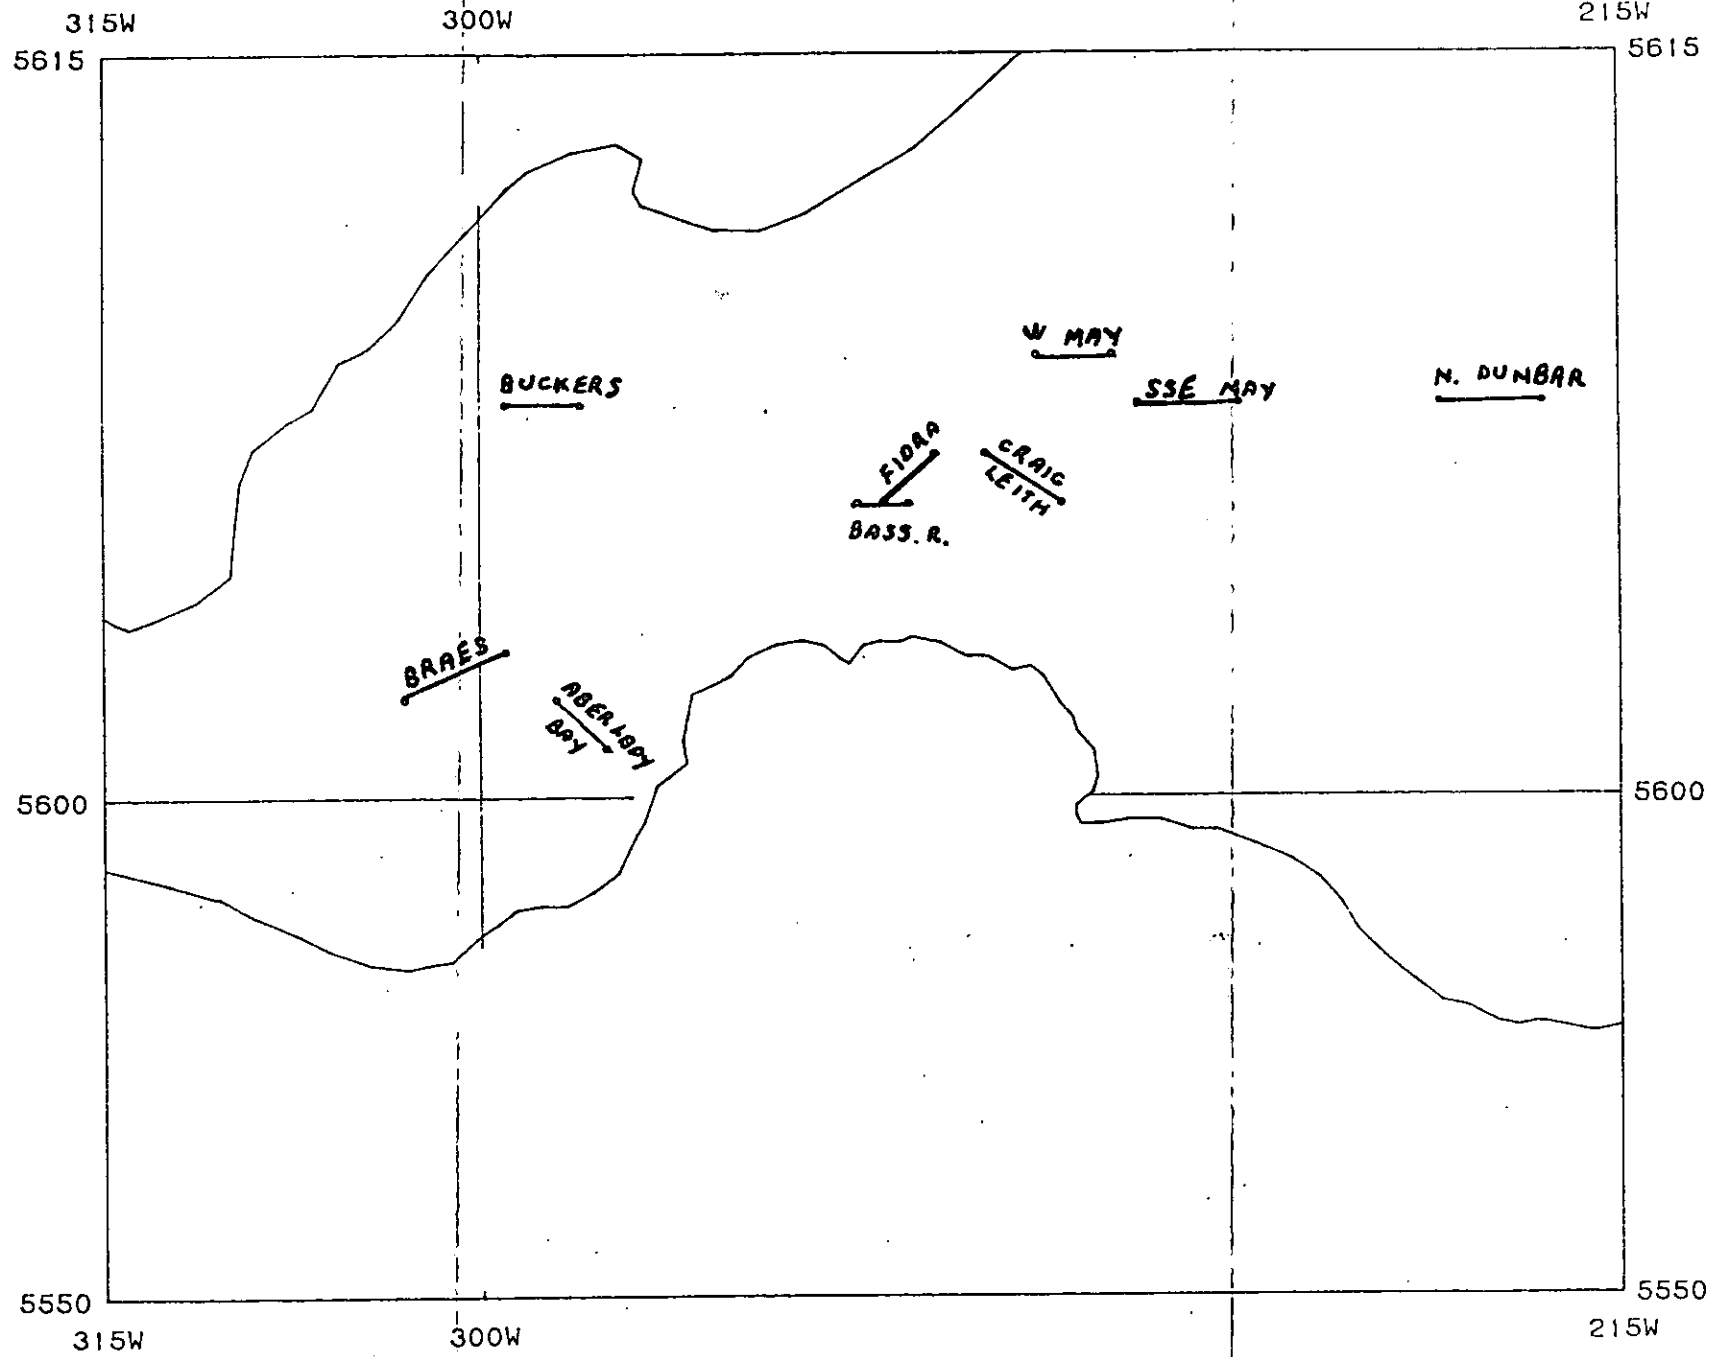 315W 300W 215W
5615 5615
W MAY
BUCKERS
SSE MAY
N. DUNBAR
FIDRA
CRAIG
LEITH
BASS. R.
BRAES
ABERLADY
BAY
5600 5600
5550 5550
315W 300W 215W